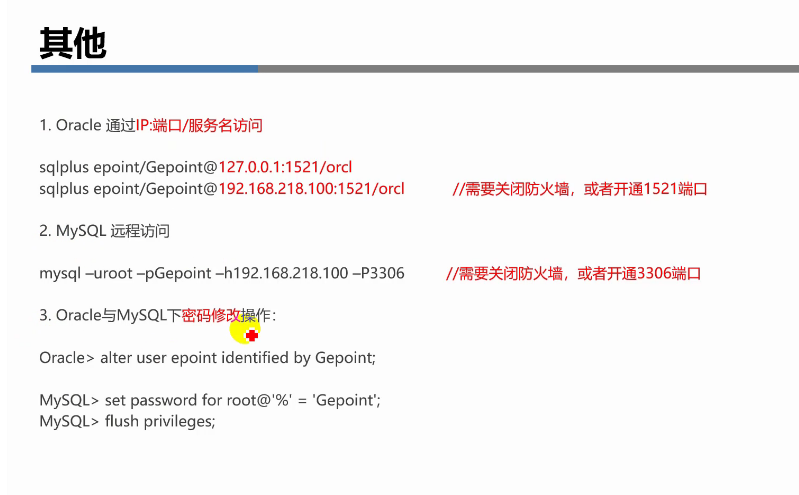 其他
1. Oracle 通过IP:端口/服务名访问
sqlplus epoint/Gepoint@127.0.0.1:1521/orcl
sqlplus epoint/Gepoint@192.168.218.100:1521/orcl //需要关闭防火墙，或者开通1521端口
2. MySQL 远程访问
mysql –uroot –pGepoint –h192.168.218.100 –P3306 //需要关闭防火墙，或者开通3306端口
3. Oracle与MySQL下密码修改操作：
Oracle> alter user epoint identified by Gepoint;
MySQL> set password for root@'%' = 'Gepoint';
MySQL> flush privileges;